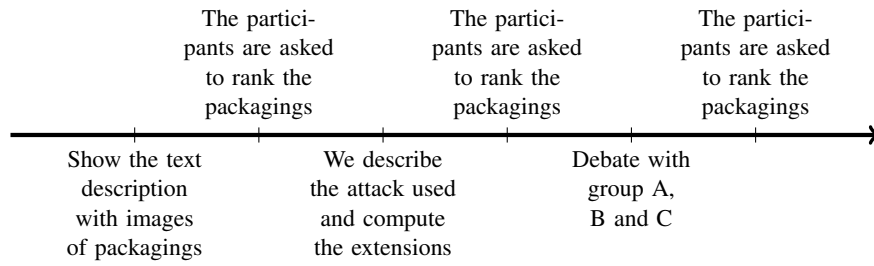 The partici-
pants are asked
to rank the
packagings
The partici-
pants are asked
to rank the
packagings
The partici-
pants are asked
to rank the
packagings
Show the text
description
with images
of packagings
We describe
the attack used
and compute
the extensions
Debate with
group A,
B and C